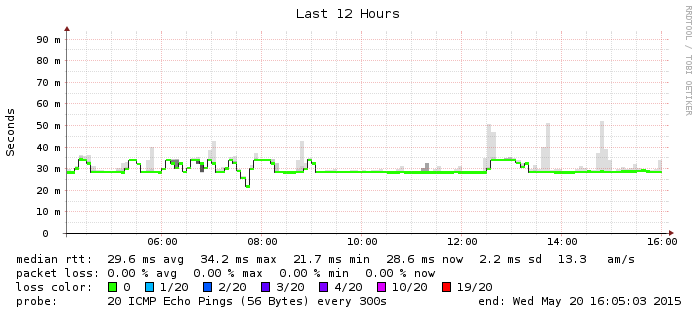 Last 12 Hours
RRDTOOL / TOBI OETIKER
Seconds
90 m
80 m
70 m
60 m
50 m
40 m
30 m
20 m
10 m
0
06:00 08:00 10:00 12:00 14:00 16:00
median rtt: 29.6 ms avg 34.2 ms max 21.7 ms min 28.6 ms now 2.2 ms sd 13.3 am/s
packet loss: 0.00 % avg 0.00 % max 0.00 % min 0.00 % now
loss color: 0 1/20 2/20 3/20 4/20 10/20 19/20
probe: 20 ICMP Echo Pings (56 Bytes) every 300s end: Wed May 20 16:05:03 2015